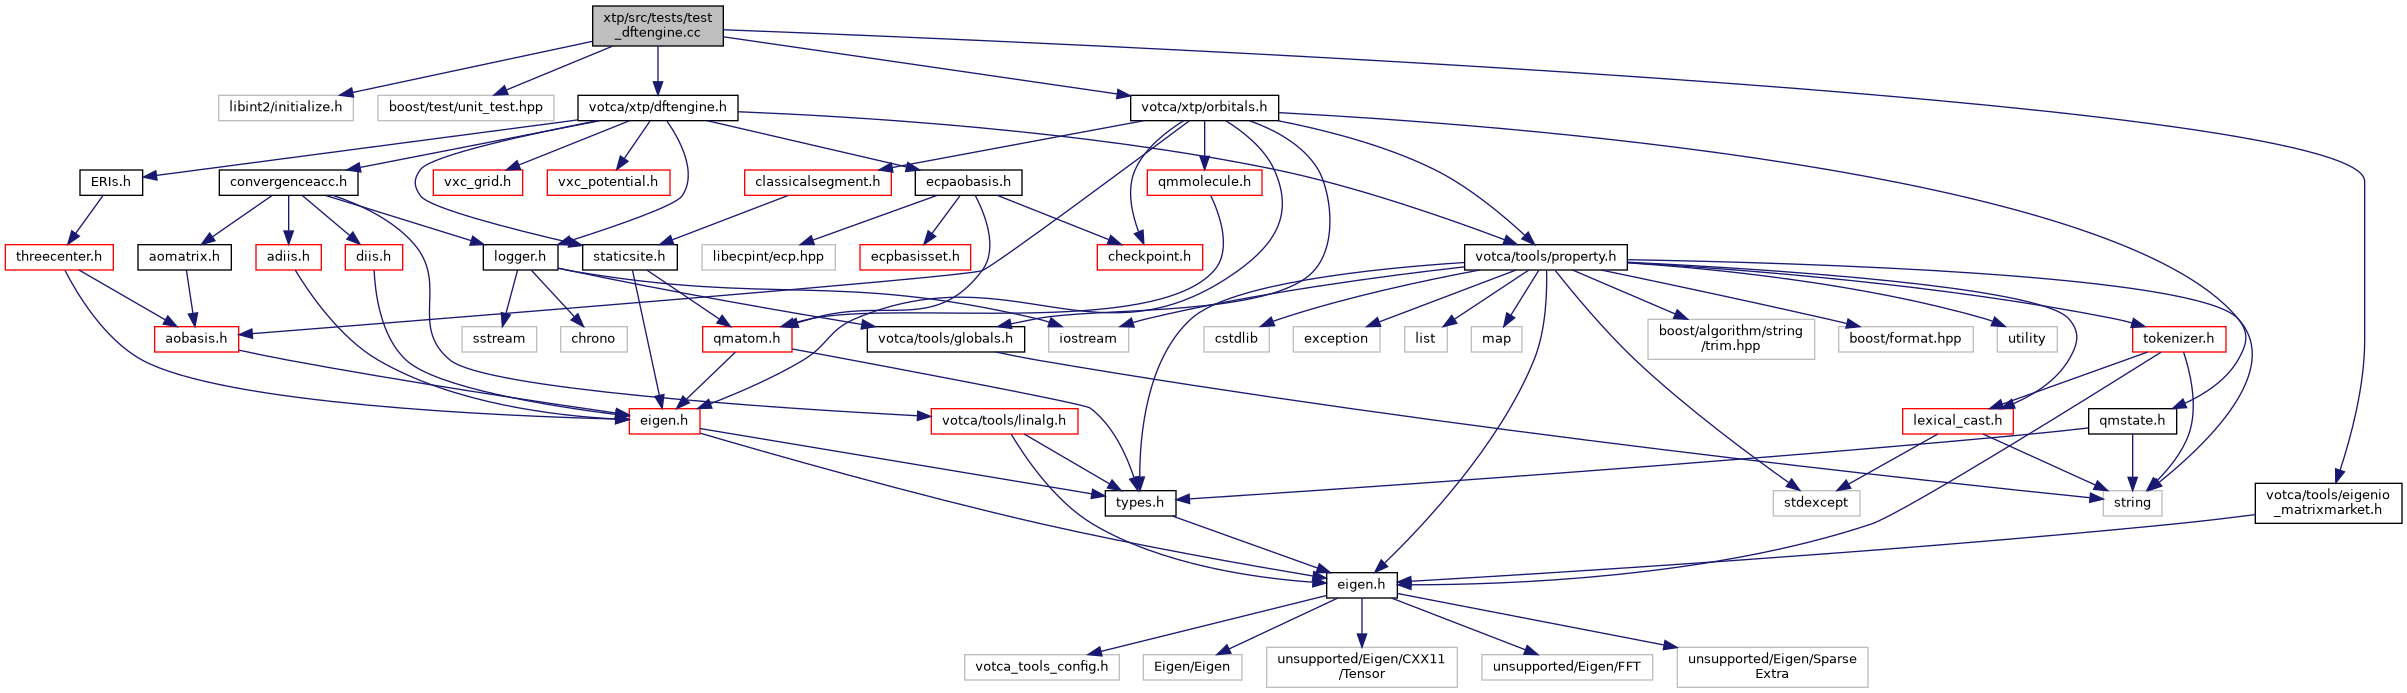 xtp/src/tests/test
_dftengine.cc
libint2/initialize.h
boost/test/unit_test.hpp
votca/xtp/dftengine.h
votca/xtp/orbitals.h
ERIs.h
convergenceacc.h
vxc_grid.h
vxc_potential.h
classicalsegment.h
ecpaobasis.h
qmmolecule.h
threecenter.h
aomatrix.h
adiis.h
diis.h
logger.h
staticsite.h
libecpint/ecp.hpp
ecpbasisset.h
checkpoint.h
votca/tools/property.h
aobasis.h
sstream
chrono
qmatom.h
votca/tools/globals.h
iostream
cstdlib
exception
list
map
boost/algorithm/string
/trim.hpp
boost/format.hpp
utility
tokenizer.h
eigen.h
votca/tools/linalg.h
lexical_cast.h
qmstate.h
types.h
stdexcept
string
votca/tools/eigenio
_matrixmarket.h
eigen.h
votca_tools_config.h
Eigen/Eigen
unsupported/Eigen/CXX11
/Tensor
unsupported/Eigen/FFT
unsupported/Eigen/Sparse
Extra